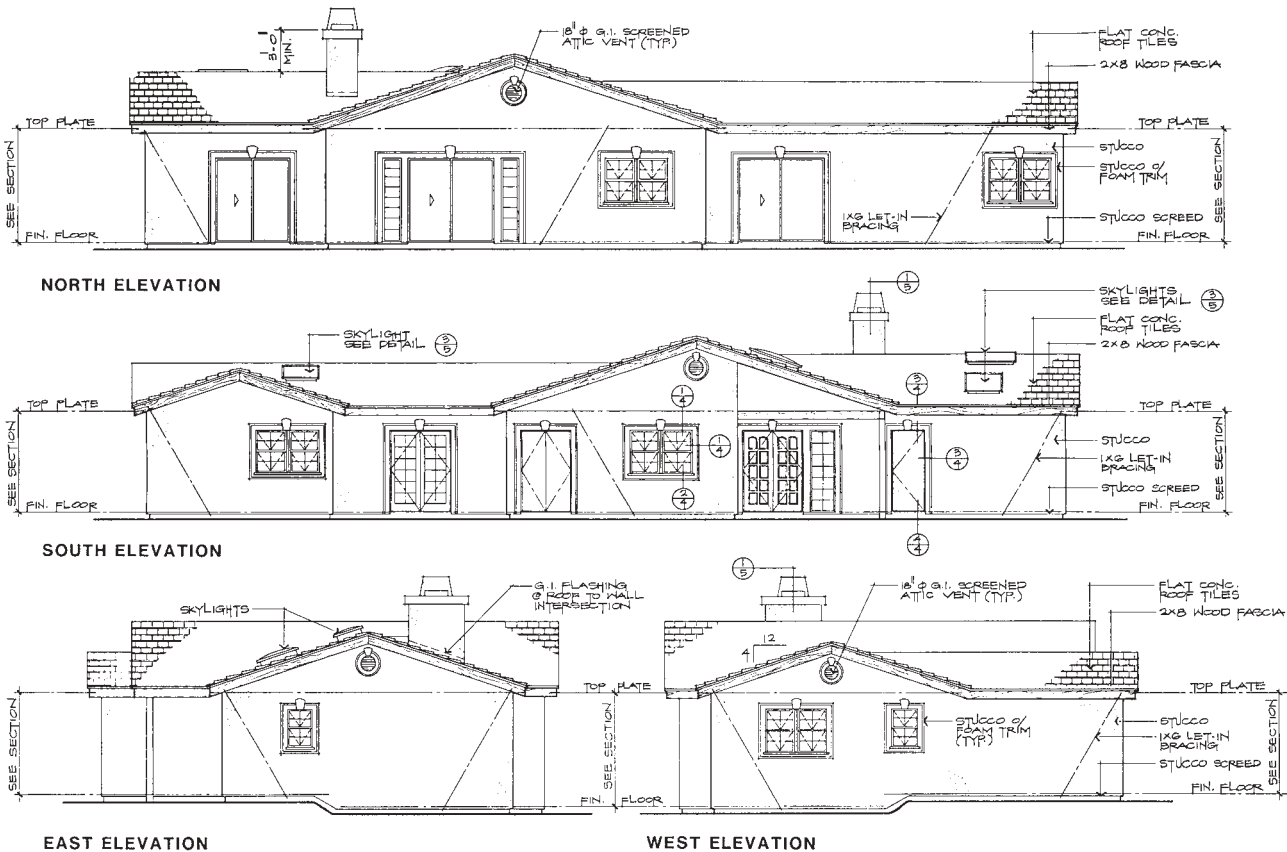 3'-0"
MIN.
18" ϕ G.I. SCREENED
ATTIC VENT (TYP.)
FLAT CONC.
ROOF TILES
2X8 WOOD FASCIA
TOP PLATE
TOP PLATE
SEE SECTION
STUCCO
STUCCO O/
FOAM TRIM
SEE SECTION
1X6 LET-IN
BRACING
STUCCO SCREED
FIN. FLOOR
FIN. FLOOR
NORTH ELEVATION
SKYLIGHT
SEE DETAIL
3
5
1
3
SKYLIGHTS
SEE DETAIL
3
5
FLAT CONC.
ROOF TILES
2X8 WOOD FASCIA
TOP PLATE
1
4
3
4
TOP PLATE
SEE SECTION
1
4
2
4
3
4
STUCCO
1X6 LET-IN
BRACING
STUCCO SCREED
SEE SECTION
FIN. FLOOR
FIN. FLOOR
2
4
SOUTH ELEVATION
SKYLIGHTS
G.I. FLASHING
@ ROOF TO WALL
INTERSECTION
TOP PLATE
SEE SECTION
SEE SECTION
FIN. FLOOR
EAST ELEVATION
1
5
18" ϕ G.I. SCREENED
ATTIC VENT (TYP.)
FLAT CONC.
ROOF TILES
2X8 WOOD FASCIA
12
4
TOP PLATE
STUCCO O/
FOAM TRIM
(TYP.)
STUCCO
1X6 LET-IN
BRACING
STUCCO SCREED
SEE SECTION
FIN. FLOOR
WEST ELEVATION